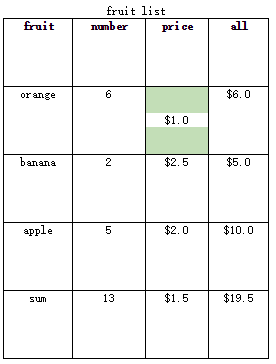 fruit list
fruit number price all
orange 6 $1.0 $6.0
banana 2 $2.5 $5.0
apple 5 $2.0 $10.0
sum 13 $1.5 $19.5